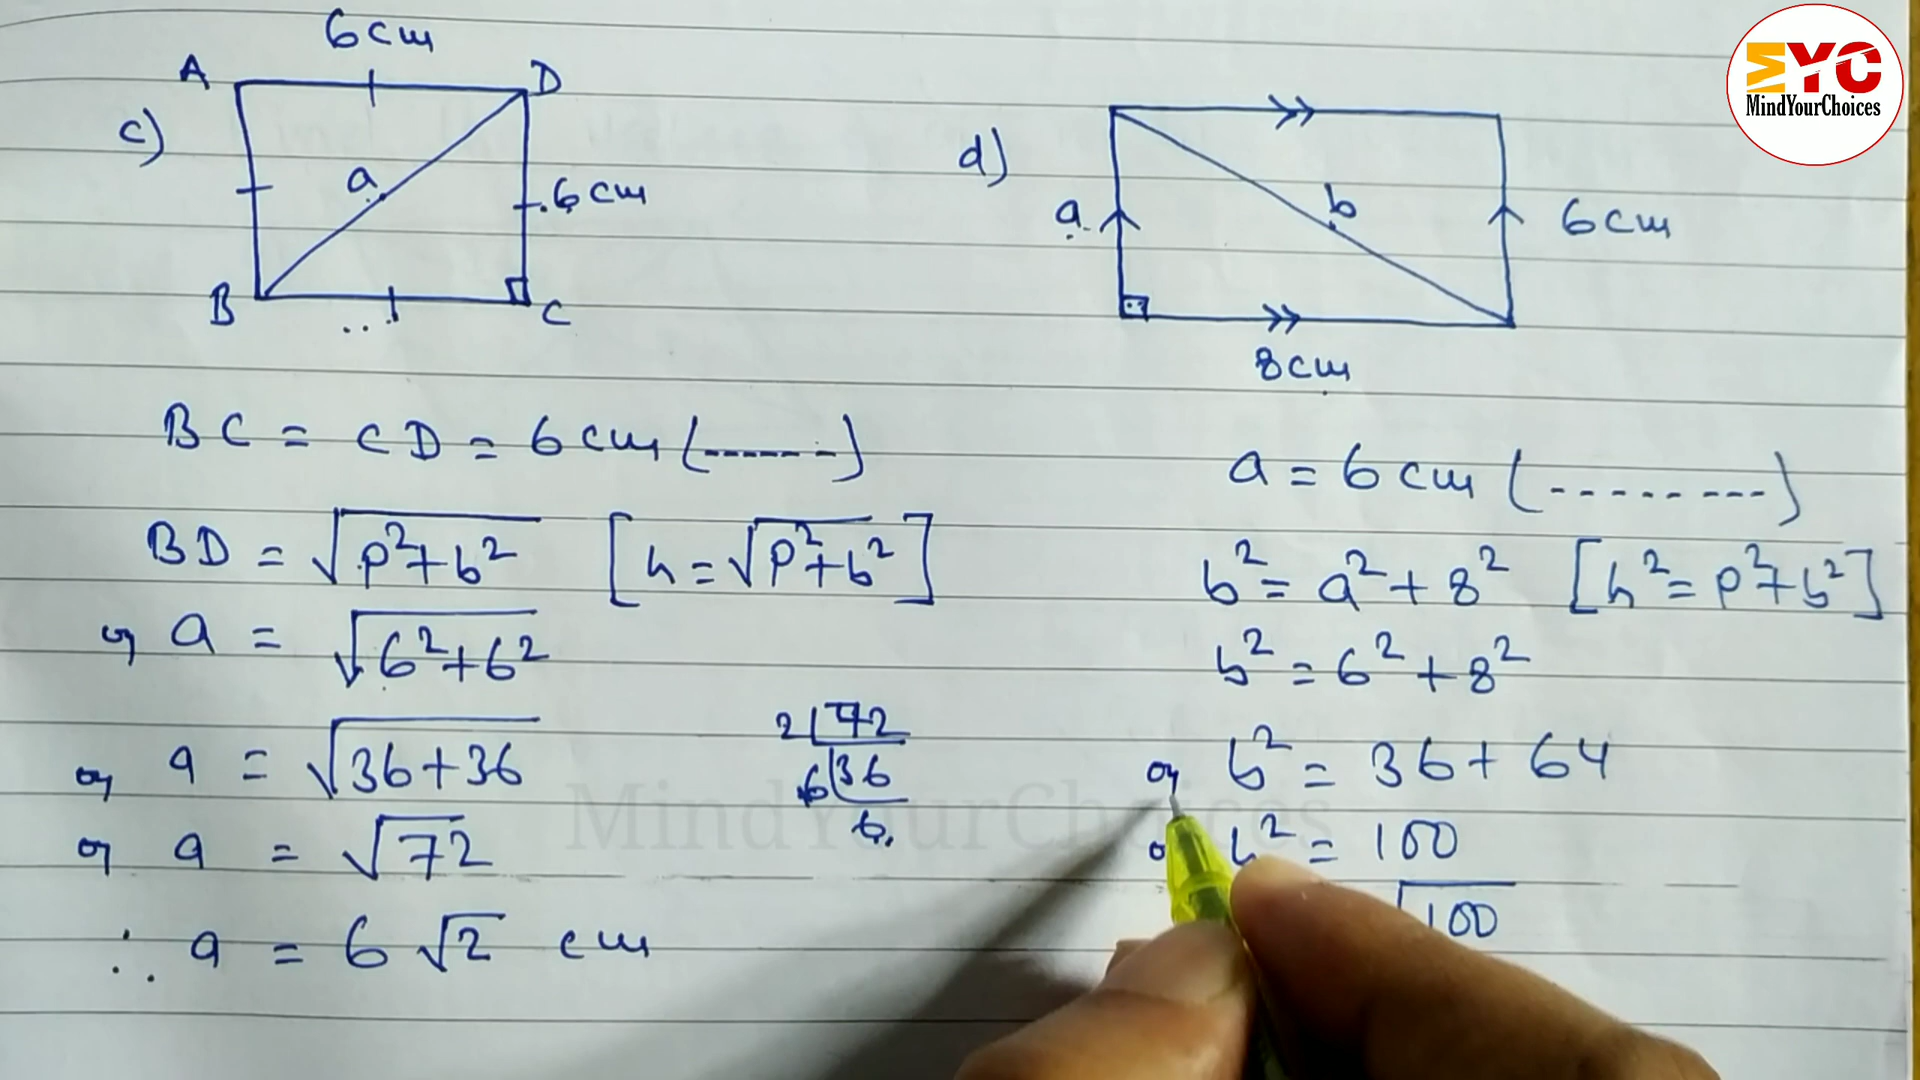 MYC
MindYourChoices
c)
6cm
A
D
a
6cm
B
C
BC = CD = 6cm (------)
BD = √p²+b² [h = √p²+b²]
or a = √6²+6²
or a = √36+36
or a = √72
∴ a = 6√2 cm
2 72
6 36
6
d)
a
b
6cm
8cm
a = 6cm (--------)
b² = a² + 8² [h² = p²+b²]
b² = 6² + 8²
or b² = 36 + 64
b² = 100
√100
MindYourChoices